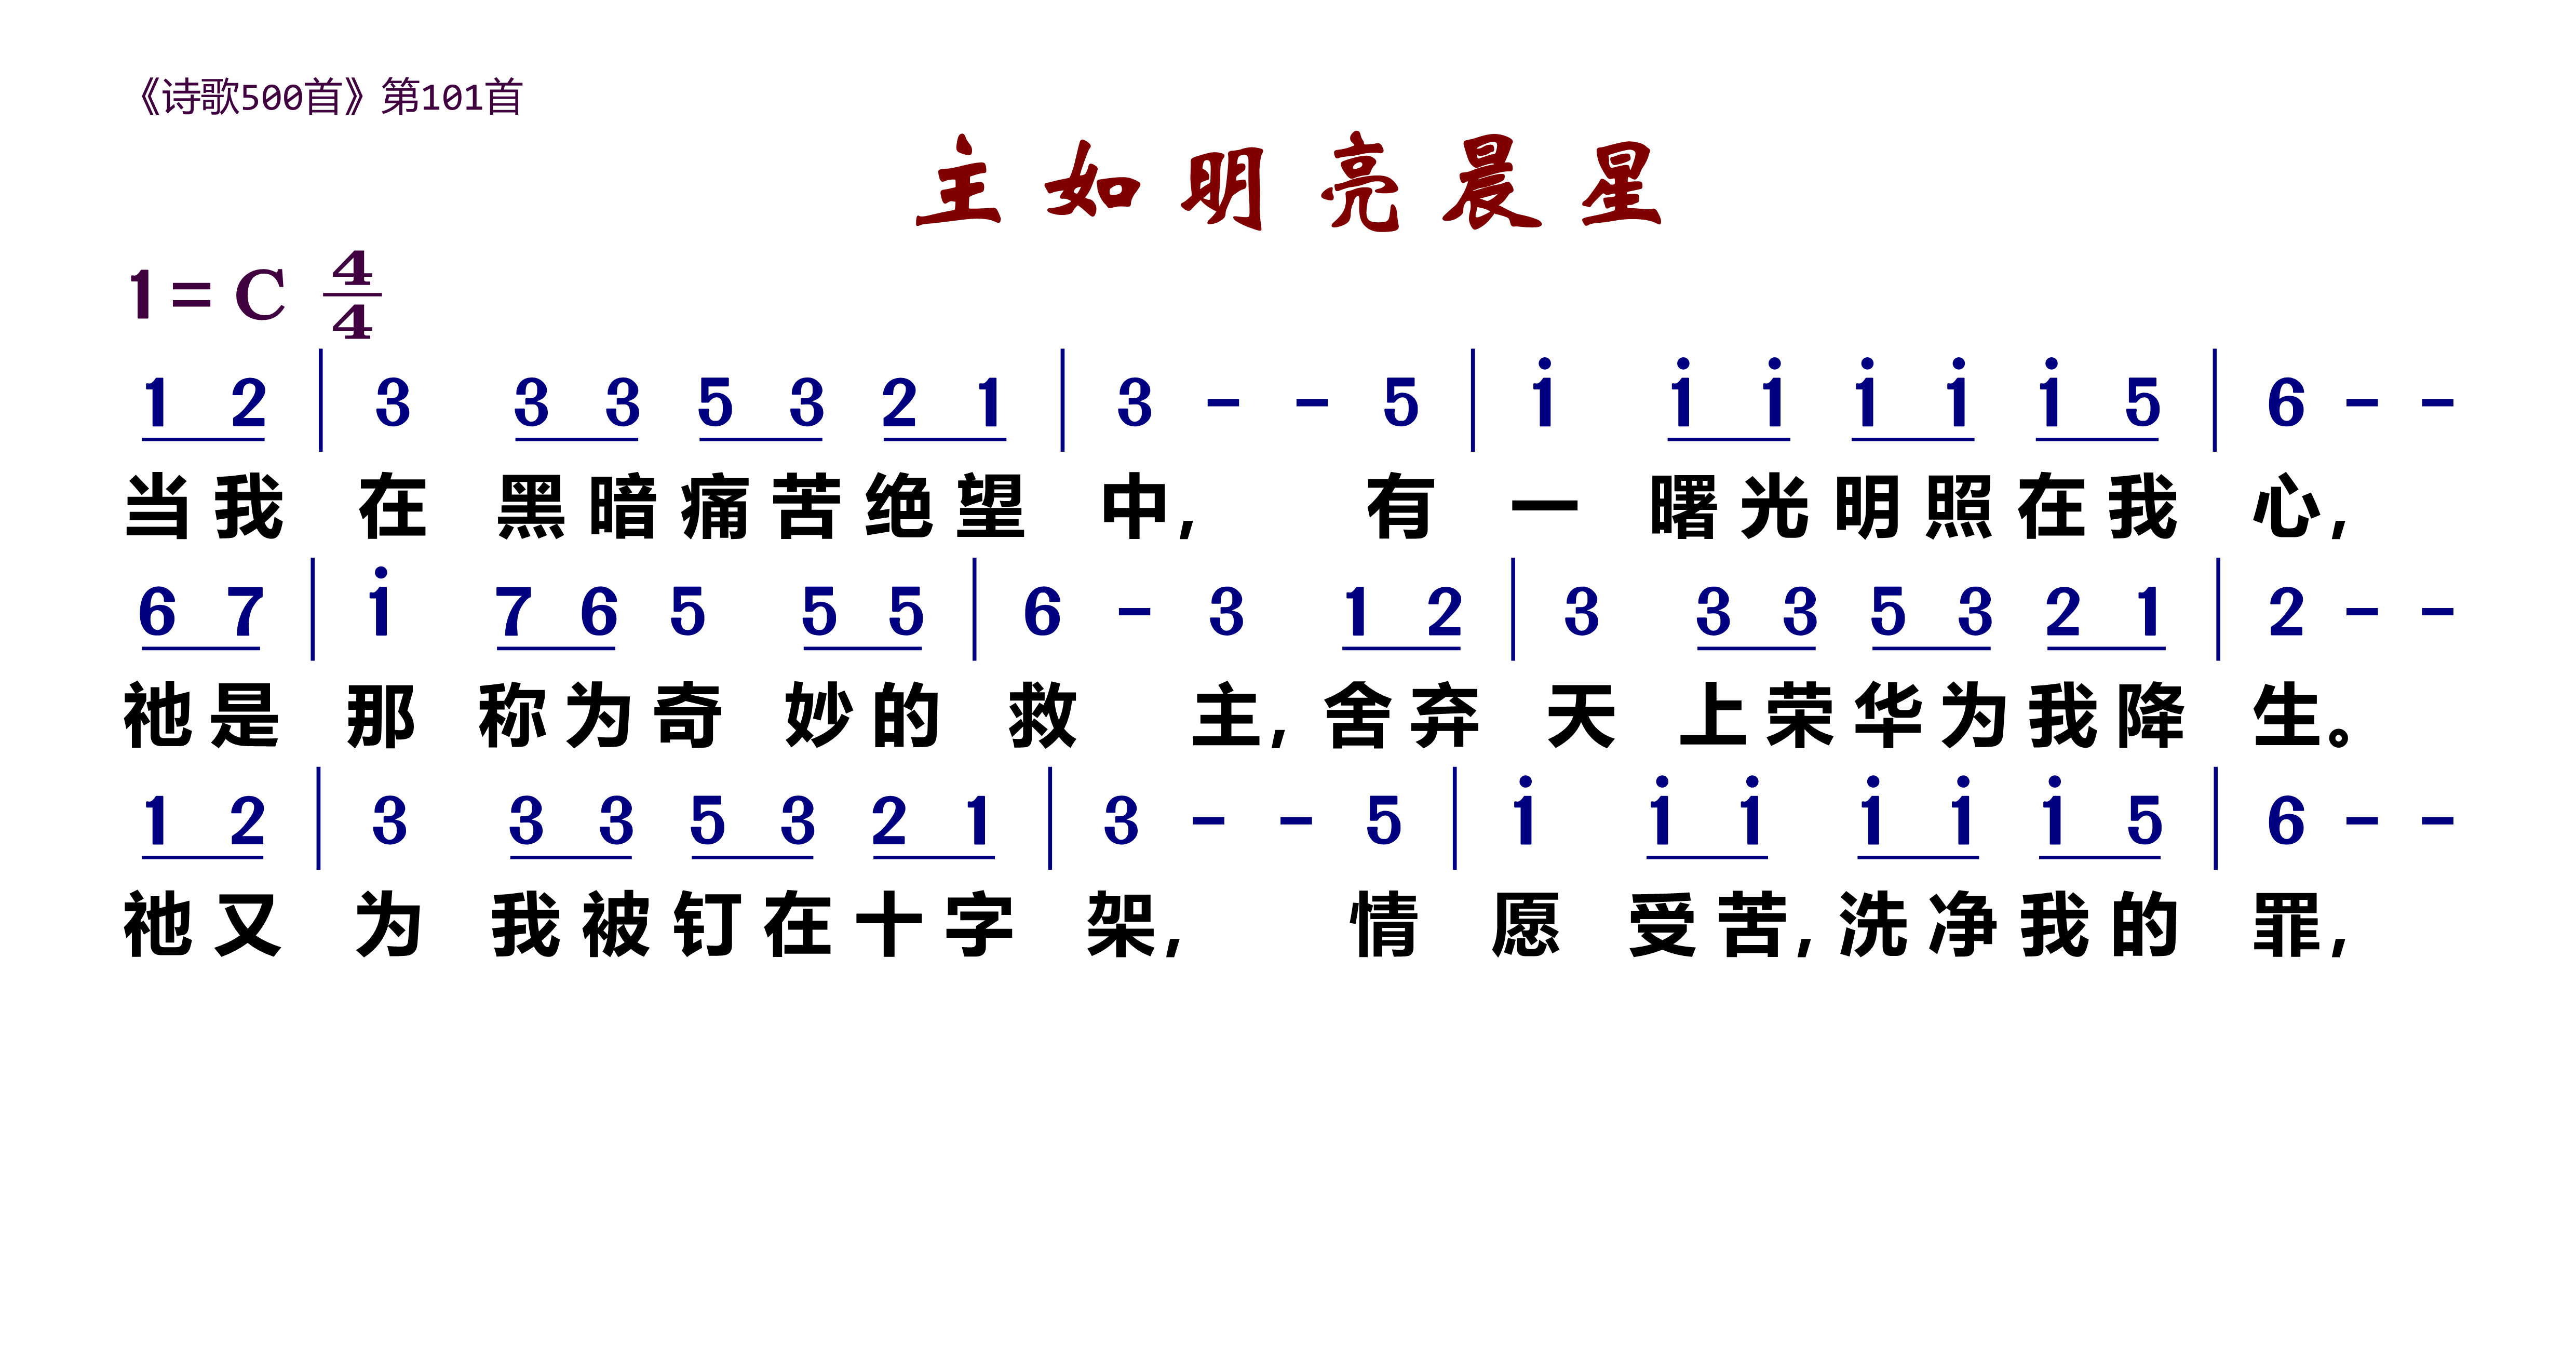 《诗歌500首》第101首
主如明亮晨星
1=C 4/4
1 2 | 3 3 3 5 3 2 1 | 3 - - 5 | i i i i i i 5 | 6 - -
当我 在 黑暗痛苦绝望 中, 有 一 曙光明照在我 心,
6 7 | i 7 6 5 5 5 | 6 - 3 1 2 | 3 3 3 5 3 2 1 | 2 - -
祂是 那 称为奇 妙的 救 主,舍弃 天 上荣华为我降 生。
1 2 | 3 3 3 5 3 2 1 | 3 - - 5 | i i i i i i 5 | 6 - -
祂又 为 我被钉在十字 架, 情 愿 受苦,洗净我的 罪,